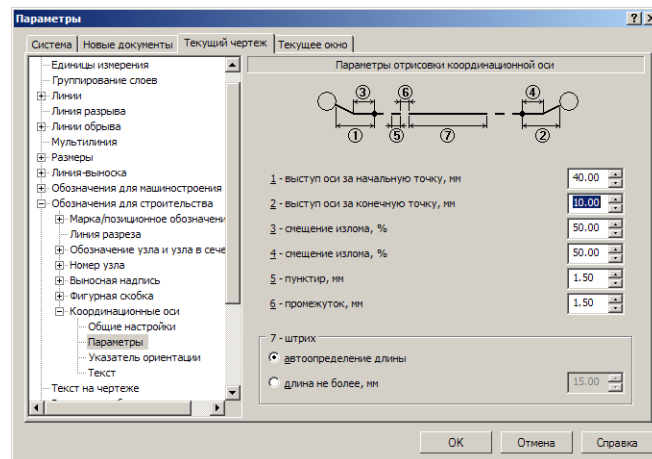 Параметры
Система Новые документы Текущий чертеж Текущее окно
Единицы измерения
Группирование слоев
Линии
Линия разрыва
Линии обрыва
Мультилиния
Размеры
Линия-выноска
Обозначения для машиностроения
Обозначения для строительства
Марка/позиционное обозначени
Линия разреза
Обозначение узла и узла в сече
Номер узла
Выносная надпись
Фигурная скобка
Координационные оси
Общие настройки
Параметры
Указатель ориентации
Текст
Текст на чертеже
Параметры отрисовки координационной оси
3 6 4
1 5 7 2
1 - выступ оси за начальную точку, мм 40.00
2 - выступ оси за конечную точку, мм 10.00
3 - смещение излома, % 50.00
4 - смещение излома, % 50.00
5 - пунктир, мм 1.50
6 - промежуток, мм 1.50
7 - штрих
автоопределение длины
длина не более, мм 15.00
OK Отмена Справка